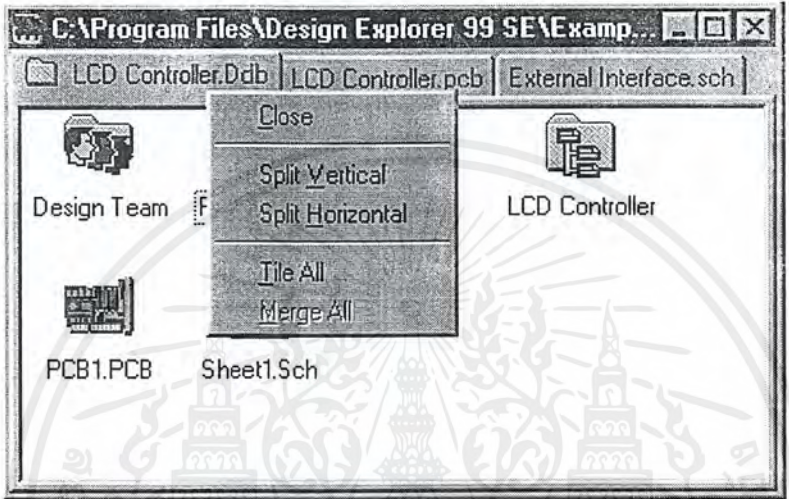 C:\Program Files\Design Explorer 99 SE\Examp...
LCD Controller.Ddb LCD Controller.pcb External Interface.sch
Close
Split Vertical
Design Team LCD Controller
Split Horizontal
Tile All
Merge All
PCB1.PCB Sheet1.Sch